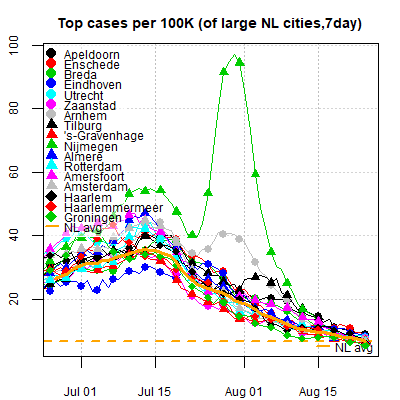 Top cases per 100K (of large NL cities,7day)
100
80
60
40
20
Apeldoorn
Enschede
Breda
Eindhoven
Utrecht
Zaanstad
Arnhem
Tilburg
's-Gravenhage
Nijmegen
Almere
Rotterdam
Amersfoort
Amsterdam
Haarlem
Haarlemmermeer
Groningen
NL avg
NL avg
Jul 01
Jul 15
Aug 01
Aug 15